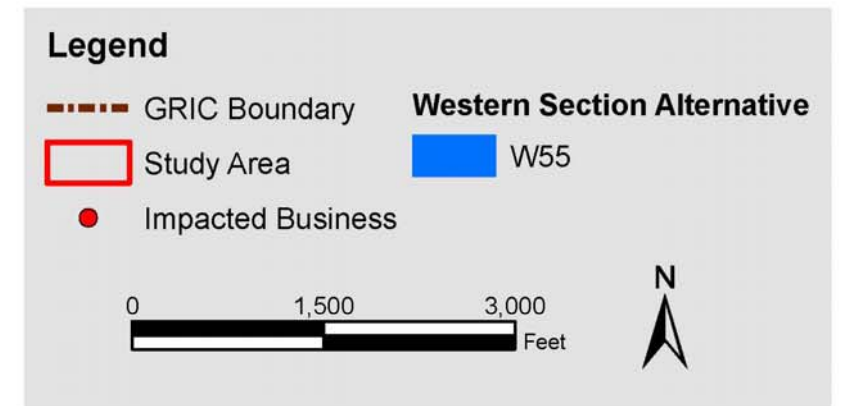 Legend
GRIC Boundary
Study Area
Impacted Business
Western Section Alternative
W55
N
0 1,500 3,000
Feet